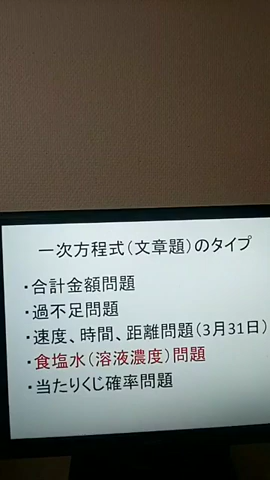 一次方程式(文章題)のタイプ
・合計金額問題
・過不足問題
・速度、時間、距離問題(3月31日)
・食塩水(溶液濃度)問題
・当たりくじ確率問題